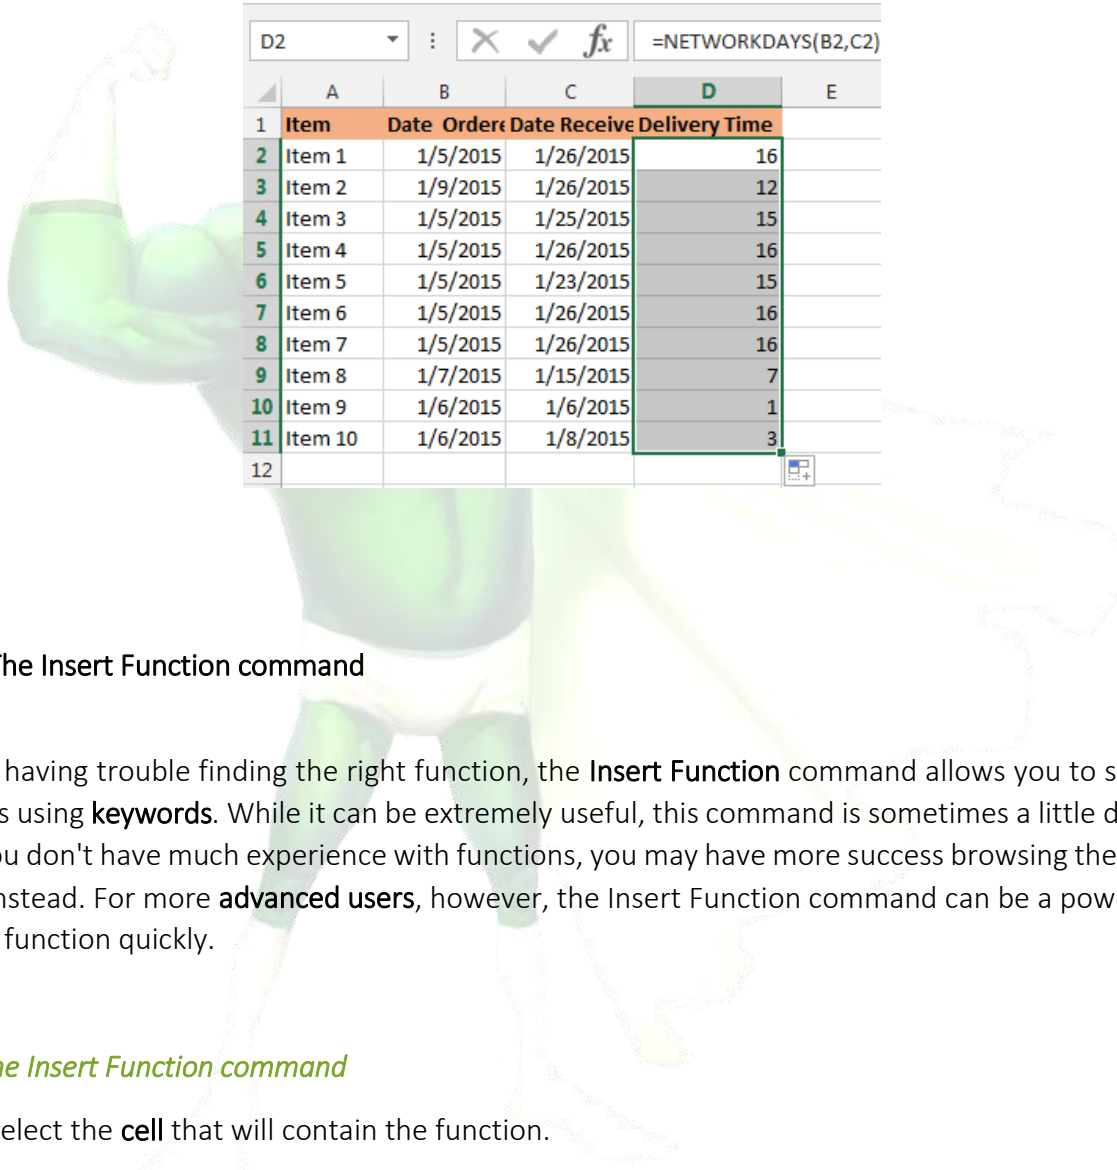 D2 fx =NETWORKDAYS(B2,C2)
A B C D E
1 Item Date Ordere Date Receive Delivery Time
2 Item 1 1/5/2015 1/26/2015 16
3 Item 2 1/9/2015 1/26/2015 12
4 Item 3 1/5/2015 1/25/2015 15
5 Item 4 1/5/2015 1/26/2015 16
6 Item 5 1/5/2015 1/23/2015 15
7 Item 6 1/5/2015 1/26/2015 16
8 Item 7 1/5/2015 1/26/2015 16
9 Item 8 1/7/2015 1/15/2015 7
10 Item 9 1/6/2015 1/6/2015 1
11 Item 10 1/6/2015 1/8/2015 3
12
The Insert Function command
having trouble finding the right function, the Insert Function command allows you to s
s using keywords. While it can be extremely useful, this command is sometimes a little d
ou don't have much experience with functions, you may have more success browsing the
nstead. For more advanced users, however, the Insert Function command can be a pow
function quickly.
he Insert Function command
elect the cell that will contain the function.